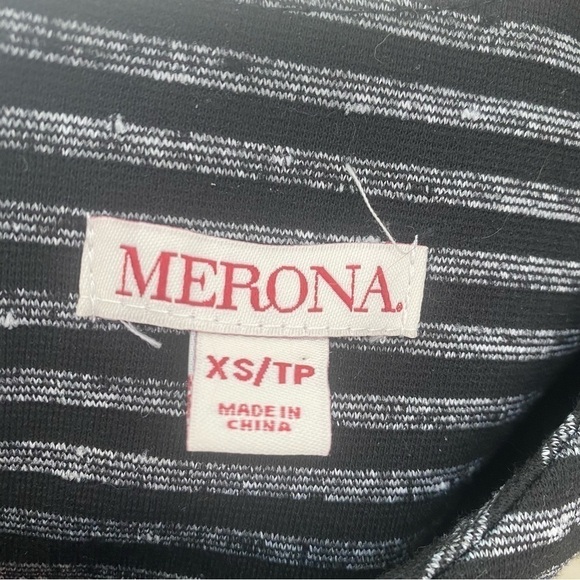 MERONA.
XS/TP
MADE IN
CHINA